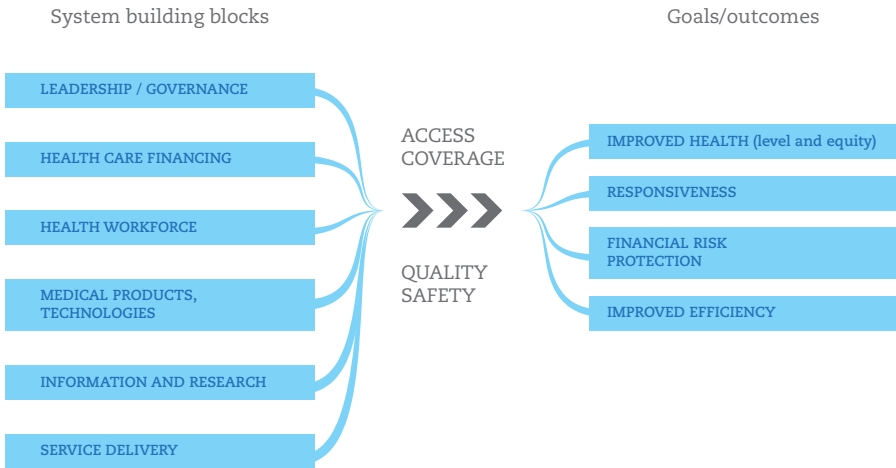 System building blocks
Goals/outcomes
LEADERSHIP / GOVERNANCE
HEALTH CARE FINANCING
HEALTH WORKFORCE
MEDICAL PRODUCTS,
TECHNOLOGIES
INFORMATION AND RESEARCH
SERVICE DELIVERY
ACCESS
COVERAGE
QUALITY
SAFETY
IMPROVED HEALTH (level and equity)
RESPONSIVENESS
FINANCIAL RISK
PROTECTION
IMPROVED EFFICIENCY